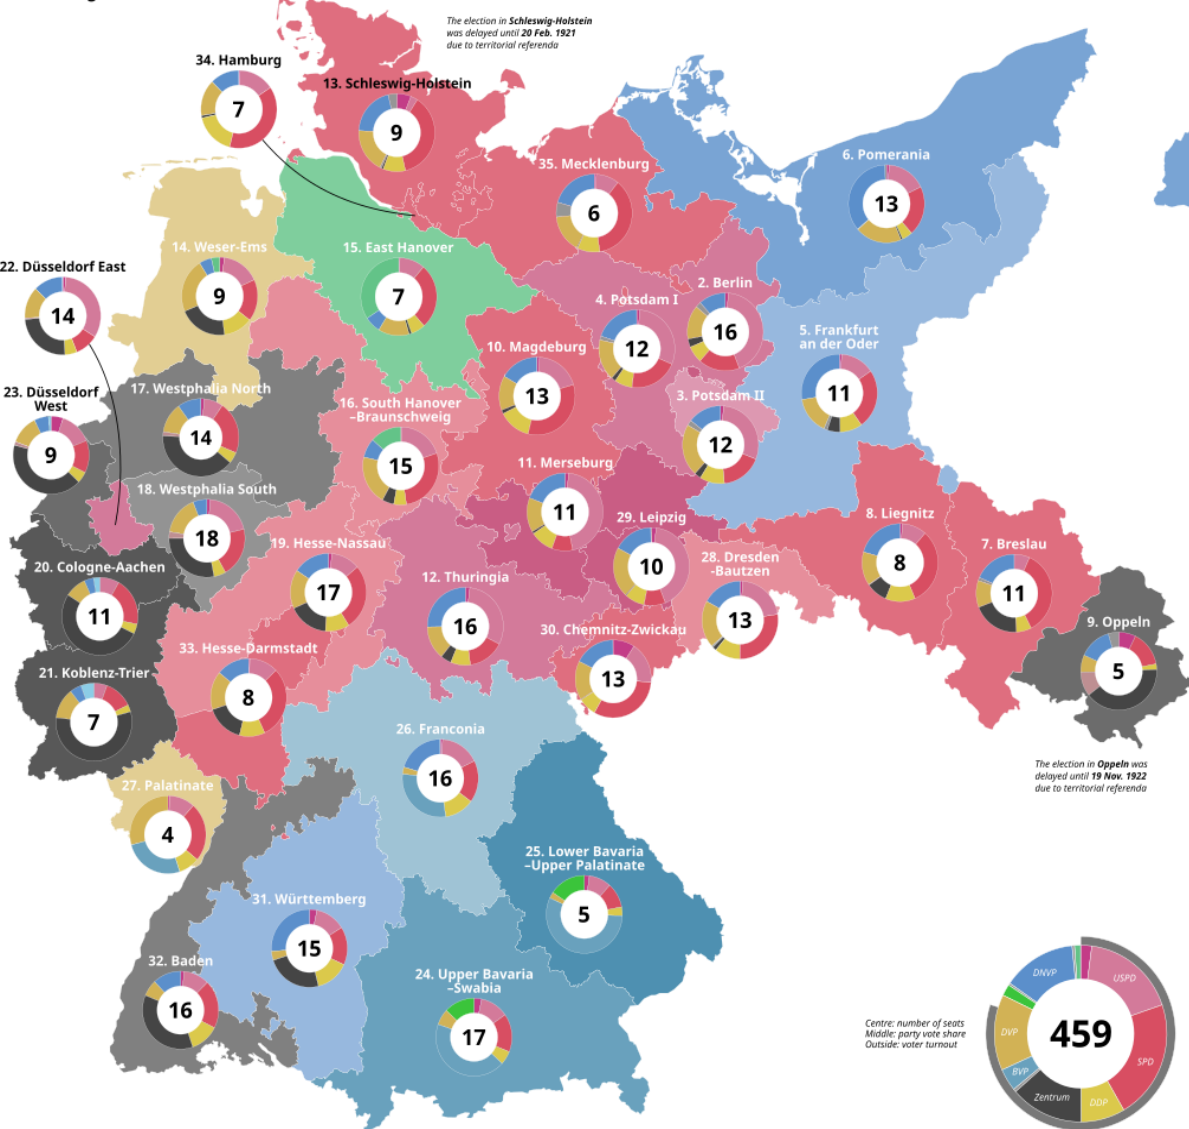 The election in Schleswig-Holstein
was delayed until 20 Feb. 1921
due to territorial referenda
34. Hamburg
7
13. Schleswig-Holstein
9
35. Mecklenburg
6
6. Pomerania
13
14. Weser-Ems
9
15. East Hanover
7
22. Düsseldorf East
14
2. Berlin
16
4. Potsdam I
12
5. Frankfurt
an der Oder
11
10. Magdeburg
13
3. Potsdam II
12
23. Düsseldorf
West
9
17. Westphalia North
14
16. South Hanover
–Braunschweig
15
11. Merseburg
11
18. Westphalia South
18
29. Leipzig
10
8. Liegnitz
8
7. Breslau
11
19. Hesse-Nassau
17
28. Dresden
-Bautzen
13
20. Cologne-Aachen
11
12. Thuringia
16
9. Oppeln
5
30. Chemnitz-Zwickau
13
33. Hesse-Darmstadt
8
21. Koblenz-Trier
7
26. Franconia
16
The election in Oppeln was
delayed until 19 Nov. 1922
due to territorial referenda
27. Palatinate
4
25. Lower Bavaria
–Upper Palatinate
5
31. Württemberg
15
32. Baden
16
24. Upper Bavaria
–Swabia
17
Centre: number of seats
Middle: party vote share
Outside: voter turnout
DNVP
USPD
DVP
459
SPD
BVP
Zentrum
DDP